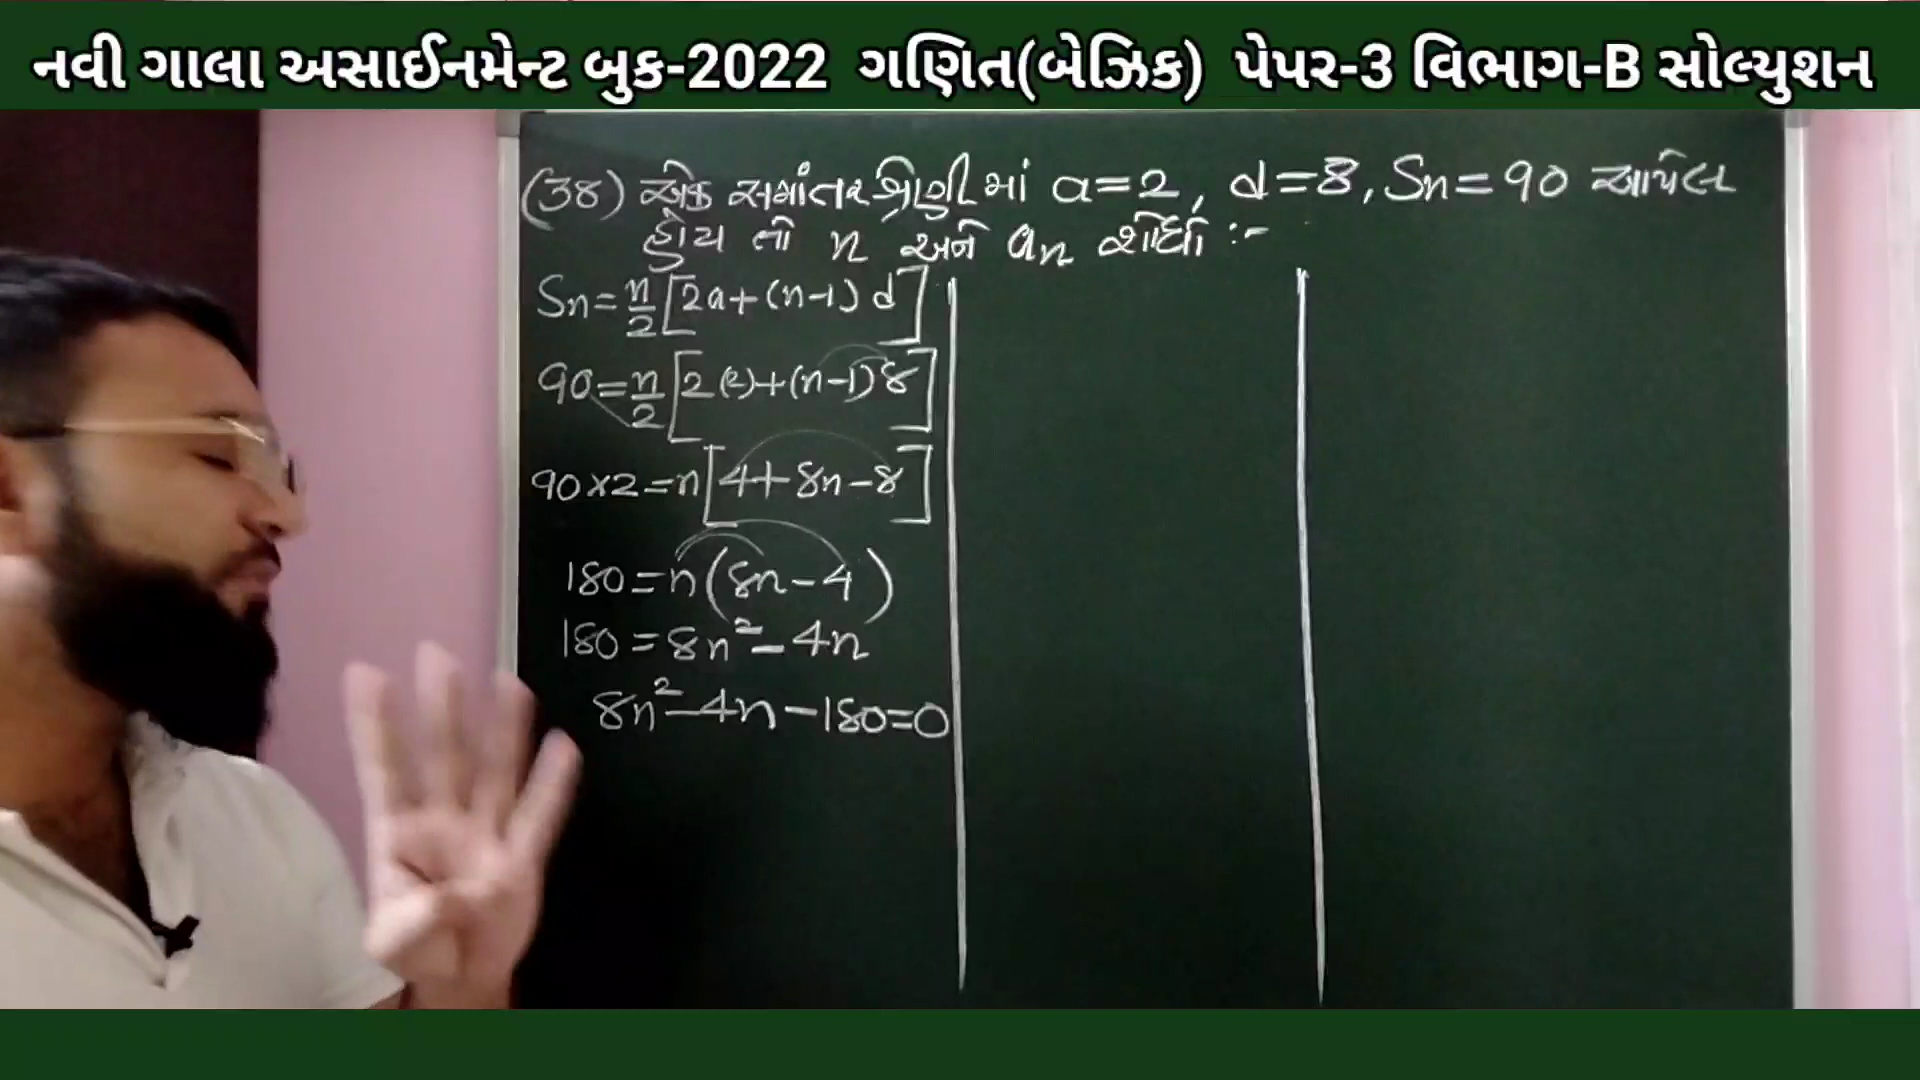 નવી ગાલા અસાઈનમેન્ટ બુક-2022 ગણિત(બેઝિક) પેપર-3 વિભાગ-B સોલ્યુશન
(38) એક સમાંતર શ્રેણીમાં a=2, d=8, Sn=90 આપેલ
હોય તો n અને an શોધો :-
Sn=n/2[2a+(n-1)d]
90=n/2[2(2)+(n-1)8]
90×2=n[4+8n-8]
180=n(8n-4)
180=8n²-4n
8n²-4n-180=0